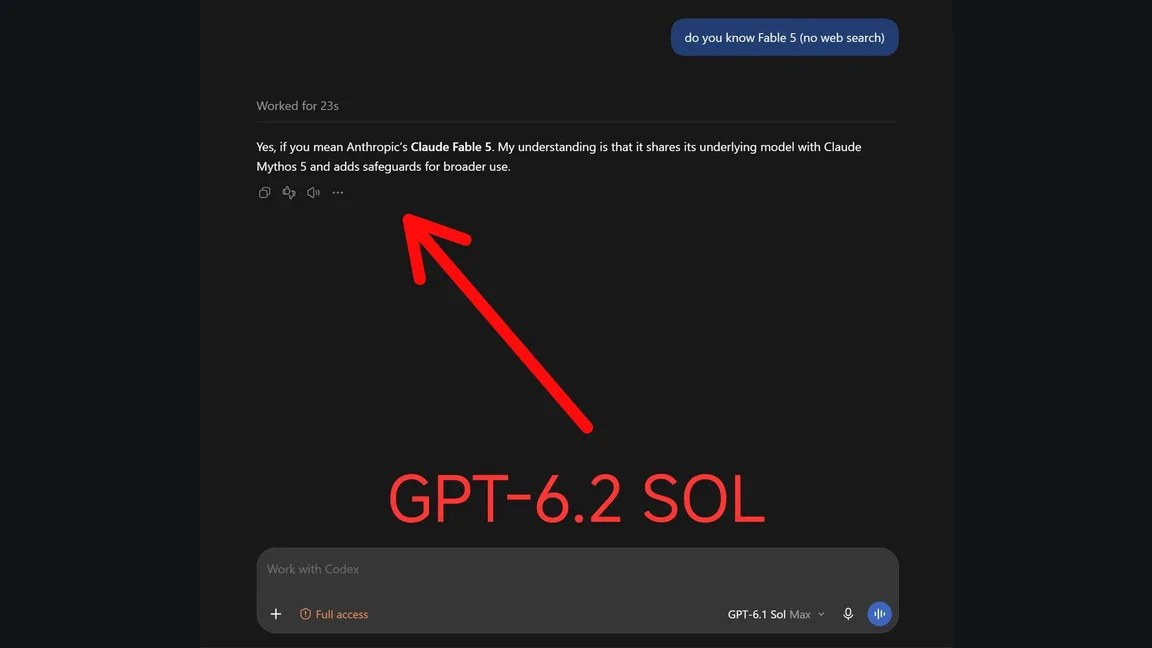 do you know Fable 5 (no web search)
Worked for 23s
Yes, if you mean Anthropic's Claude Fable 5. My understanding is that it shares its underlying model with Claude
Mythos 5 and adds safeguards for broader use.
GPT-6.2 SOL
Work with Codex
Full access
GPT-6.1 Sol Max